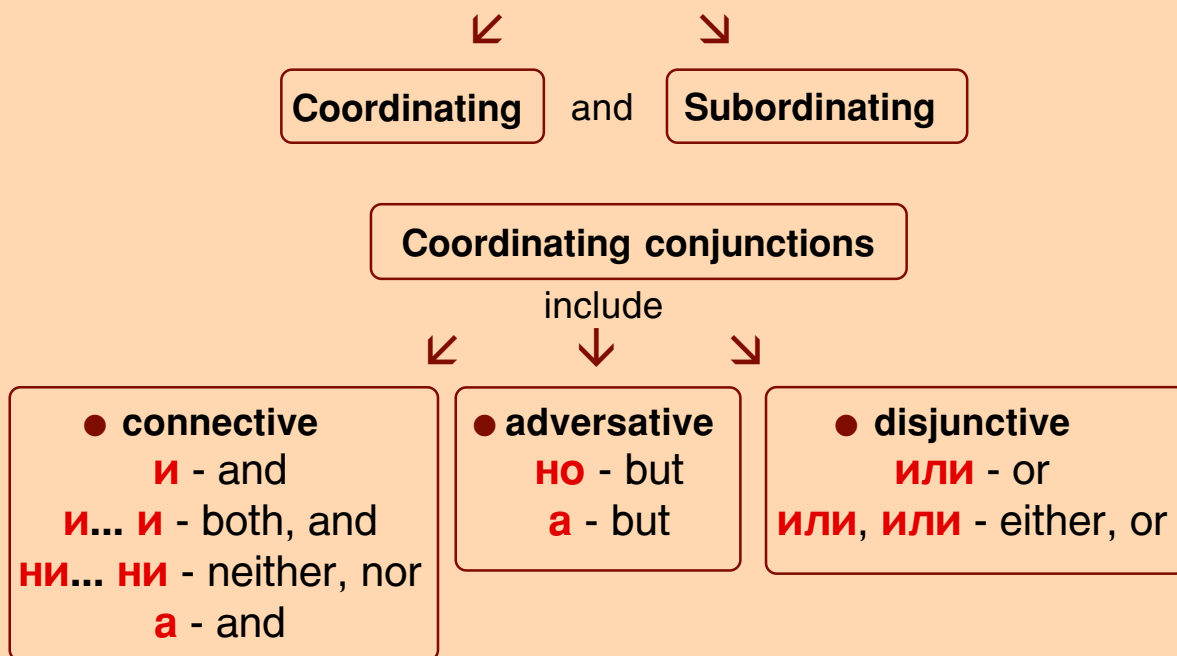 Coordinating and Subordinating
Coordinating conjunctions
include
● connective
и - and
и... и - both, and
ни... ни - neither, nor
а - and
● adversative
но - but
а - but
● disjunctive
или - or
или, или - either, or